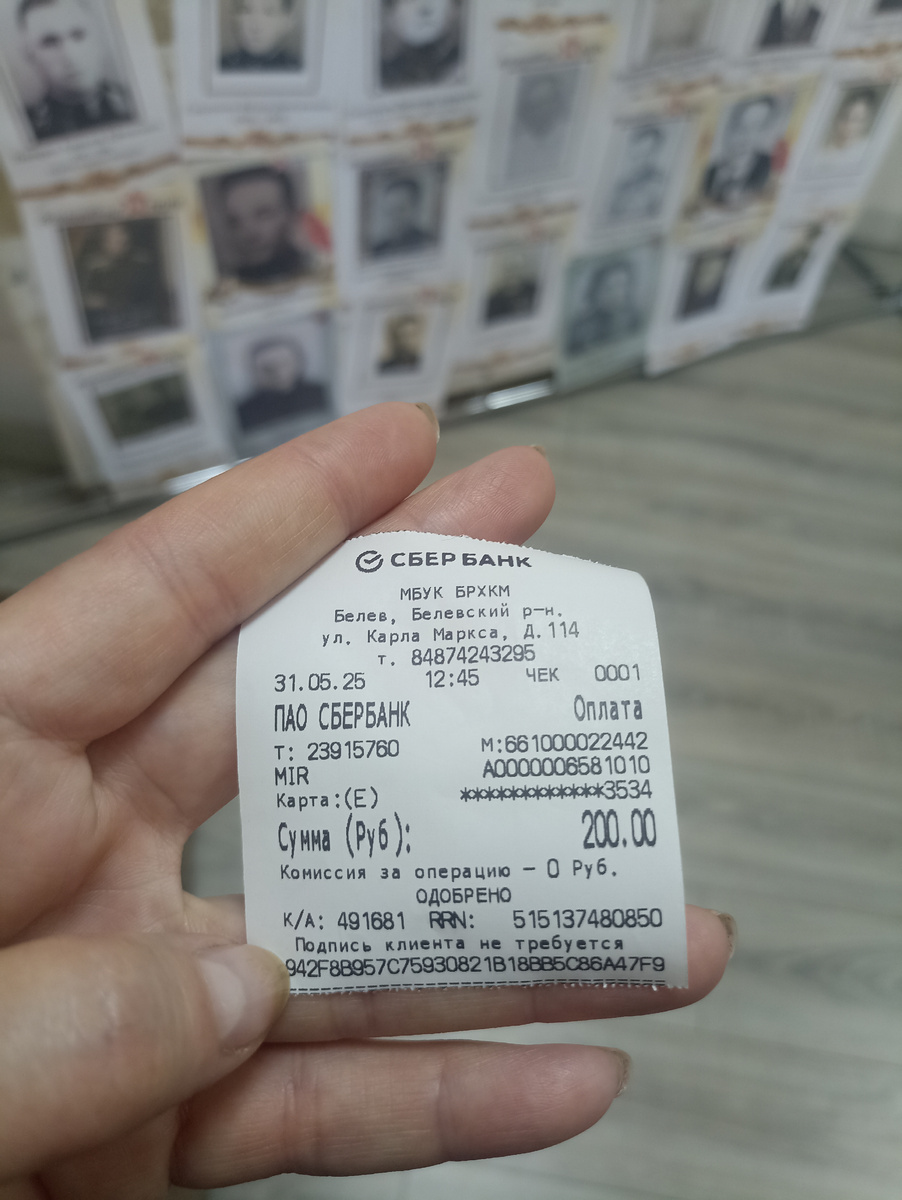 СБЕР БАНК
МБУК БРХКМ
Белев, Белевский р-н.
ул. Карла Маркса, Д.114
т. 84874243295
31.05.25 12:45 ЧЕК 0001
ПАО СБЕРБАНК Оплата
Т: 23915760 М:661000022442
MIR A0000006581010
Карта:(E) ************3534
Сумма (Руб): 200.00
Комиссия за операцию – 0 Руб.
ОДОБРЕНО
К/А: 491681 RRN: 515137480850
Подпись клиента не требуется
942F8B957C75930821B18BB5C86A47F9